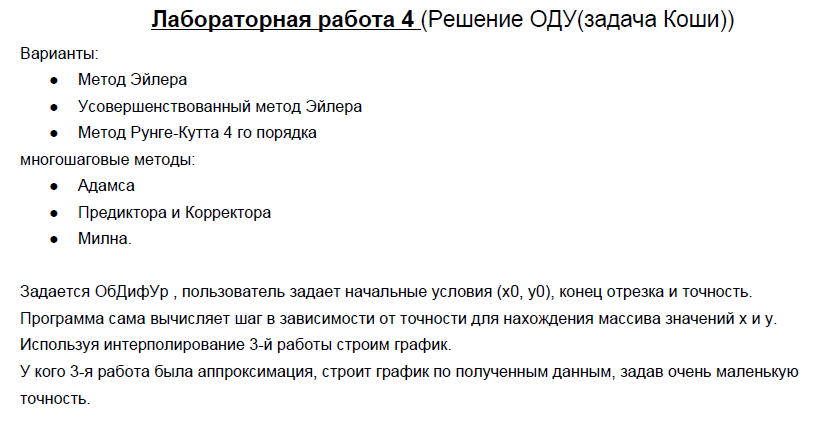 Лабораторная работа 4 (Решение ОДУ(задача Коши))
Варианты:
● Метод Эйлера
● Усовершенствованный метод Эйлера
● Метод Рунге-Кутта 4 го порядка
многошаговые методы:
● Адамса
● Предиктора и Корректора
● Милна.
Задается ОбДифУр , пользователь задает начальные условия (x0, y0), конец отрезка и точность.
Программа сама вычисляет шаг в зависимости от точности для нахождения массива значений x и y.
Используя интерполирование 3-й работы строим график.
У кого 3-я работа была аппроксимация, строит график по полученным данным, задав очень маленькую
точность.